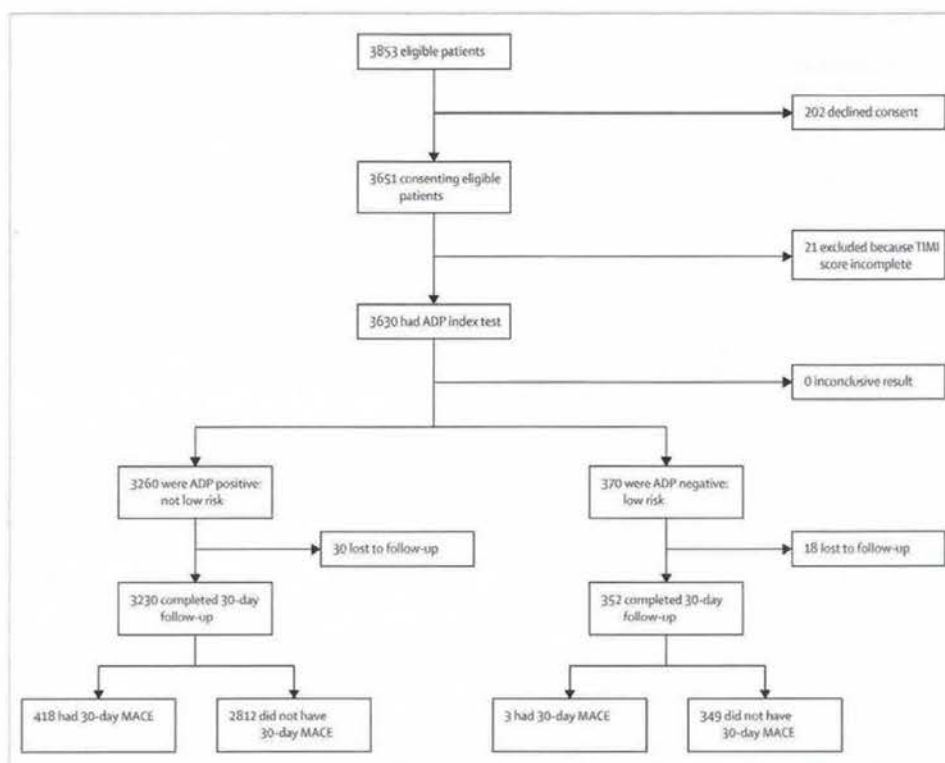 3853 eligible patients
202 declined consent
3651 consenting eligible
patients
21 excluded because TIMI
score incomplete
3630 had ADP index test
0 inconclusive result
3260 were ADP positive:
not low risk
370 were ADP negative:
low risk
30 lost to follow-up
18 lost to follow-up
3230 completed 30-day
follow-up
352 completed 30-day
follow-up
418 had 30-day MACE
2812 did not have
30-day MACE
3 had 30-day MACE
349 did not have
30-day MACE